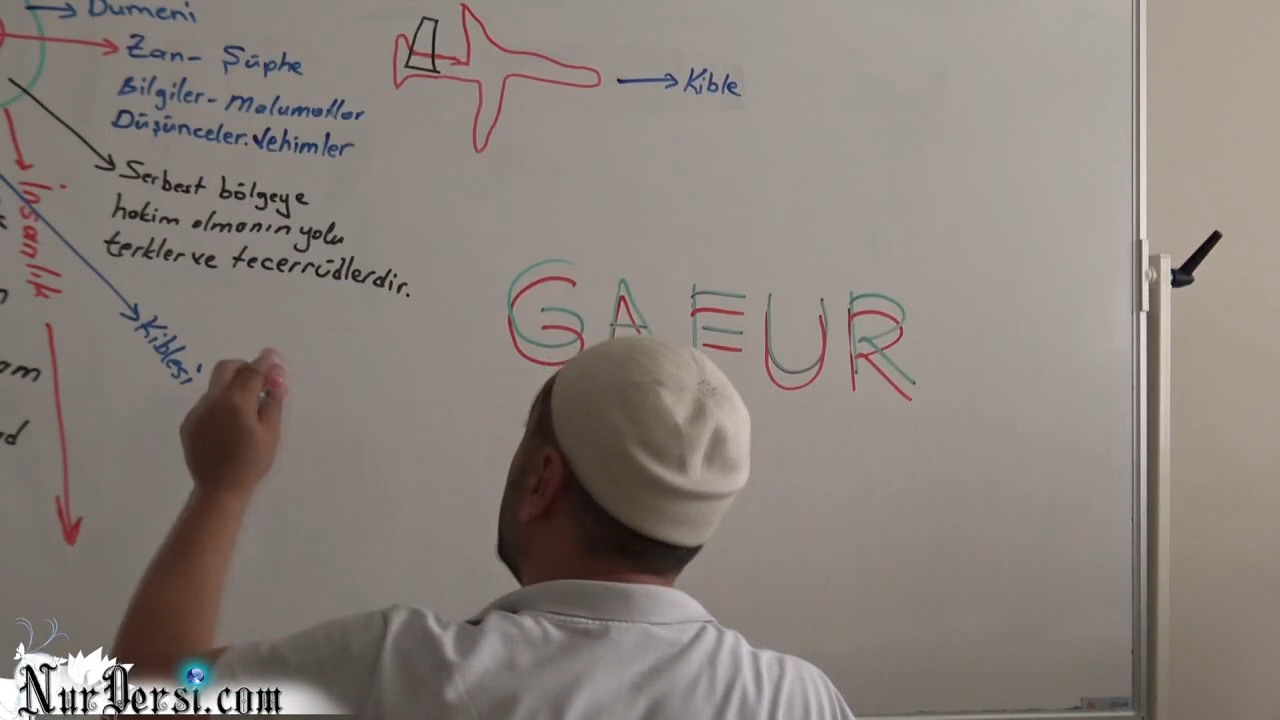 Dümeni
Zan- Şüphe
Bilgiler- Malumatlar
Düşünceler. Vehimler
Serbest bölgeye
hakim olmanın yolu
terkler ve tecerrüdlerdir.
İnsanlık
Kıblesi
Kible
GAFUR
NurDersi.com